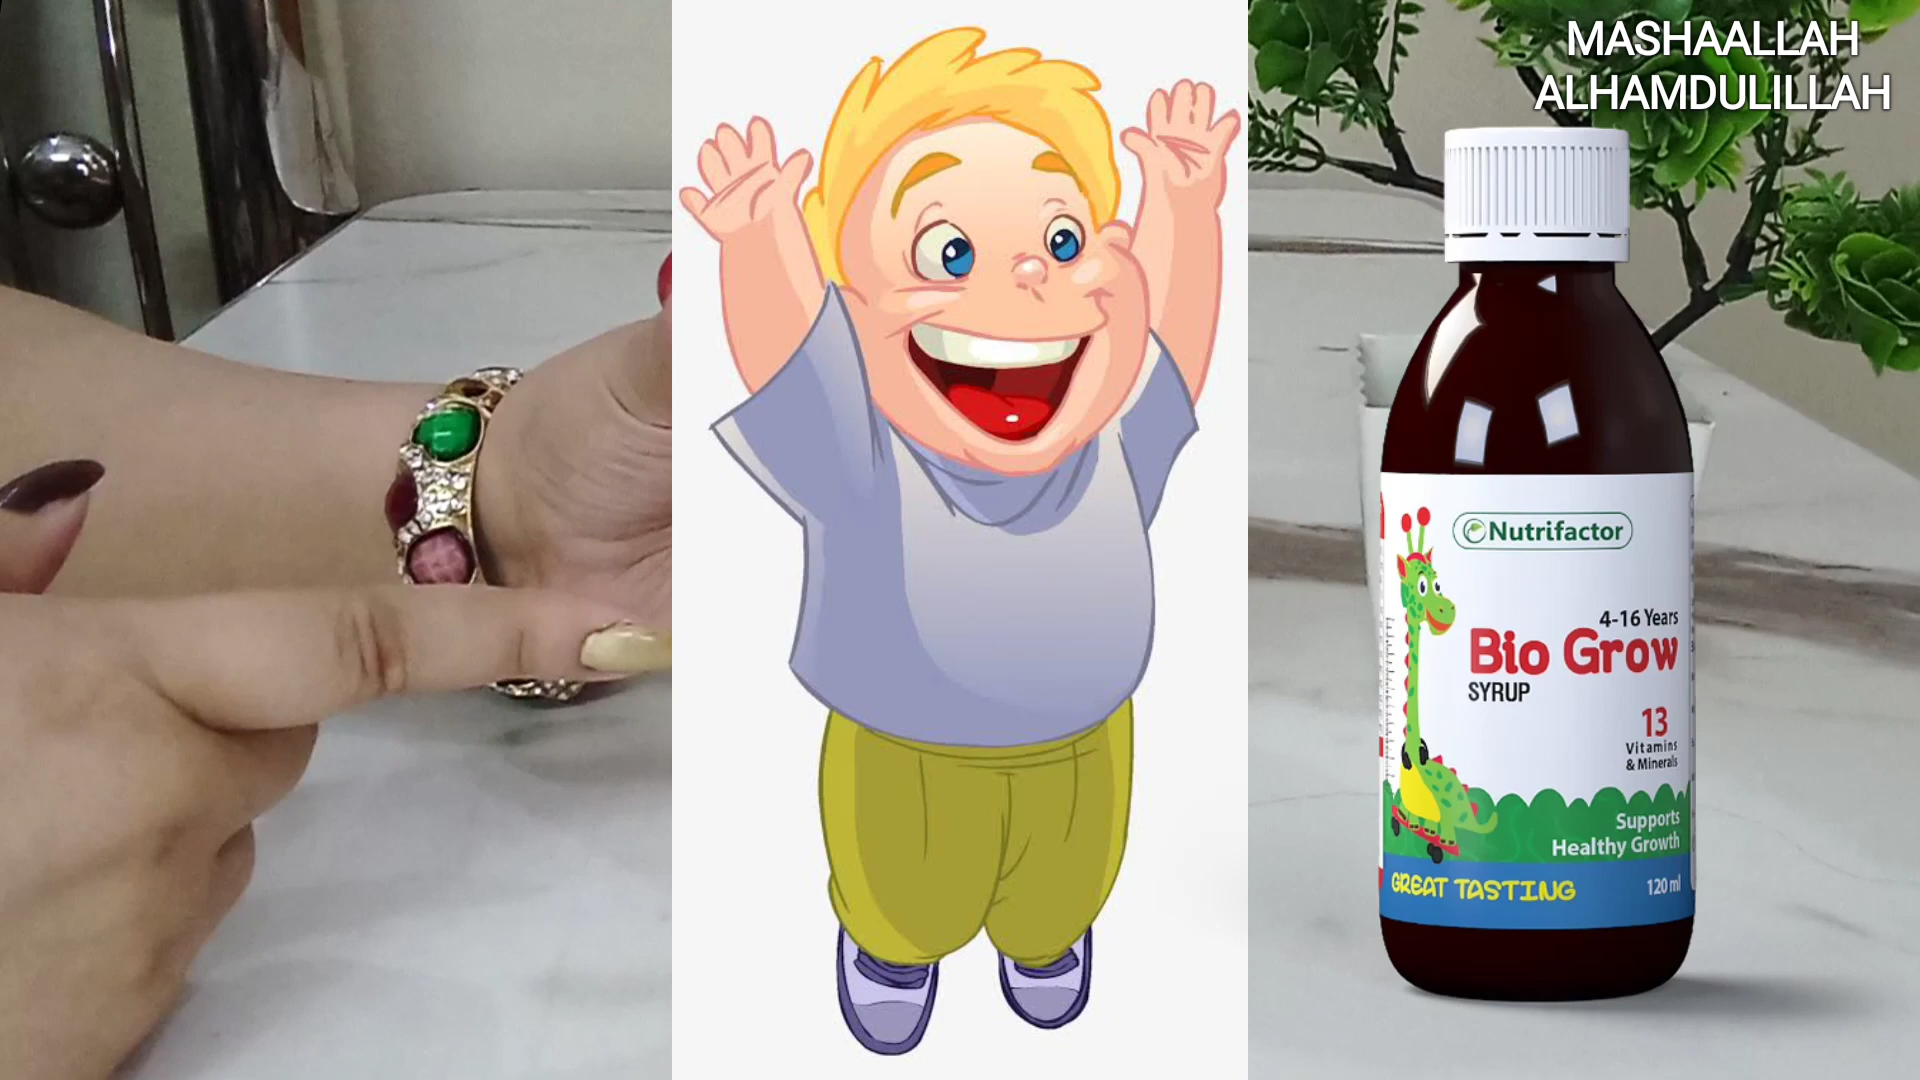 MASHAALLAH
ALHAMDULILLAH
Nutrifactor
4-16 Years
Bio Grow
SYRUP
13
Vitamins
& Minerals
Supports
Healthy Growth
GREAT TASTING
120 ml